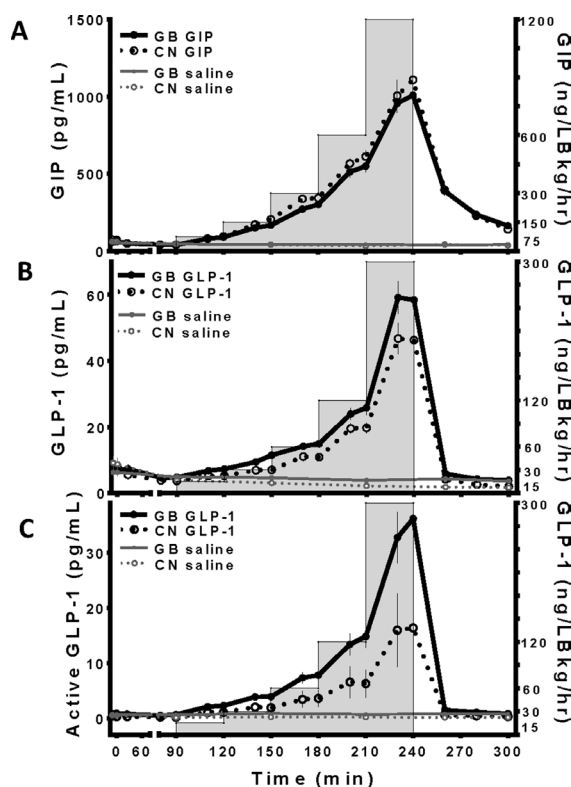 A
1500
1000
500
0
GIP (pg/mL)
GB GIP
CN GIP
GB saline
CN saline
1200
600
300
150
75
GIP
(ng/LBkg/hr)
B
60
40
20
0
GLP-1 (pg/mL)
GB GLP-1
CN GLP-1
GB saline
CN saline
300
120
60
30
15
GLP-1
(ng/LBkg/hr)
C
30
20
10
0
Active GLP-1 (pg/mL)
GB GLP-1
CN GLP-1
GB saline
CN saline
300
120
60
30
15
GLP-1
(ng/LBkg/hr)
0 60 90 120 150 180 210 240 270 300
Time (min)